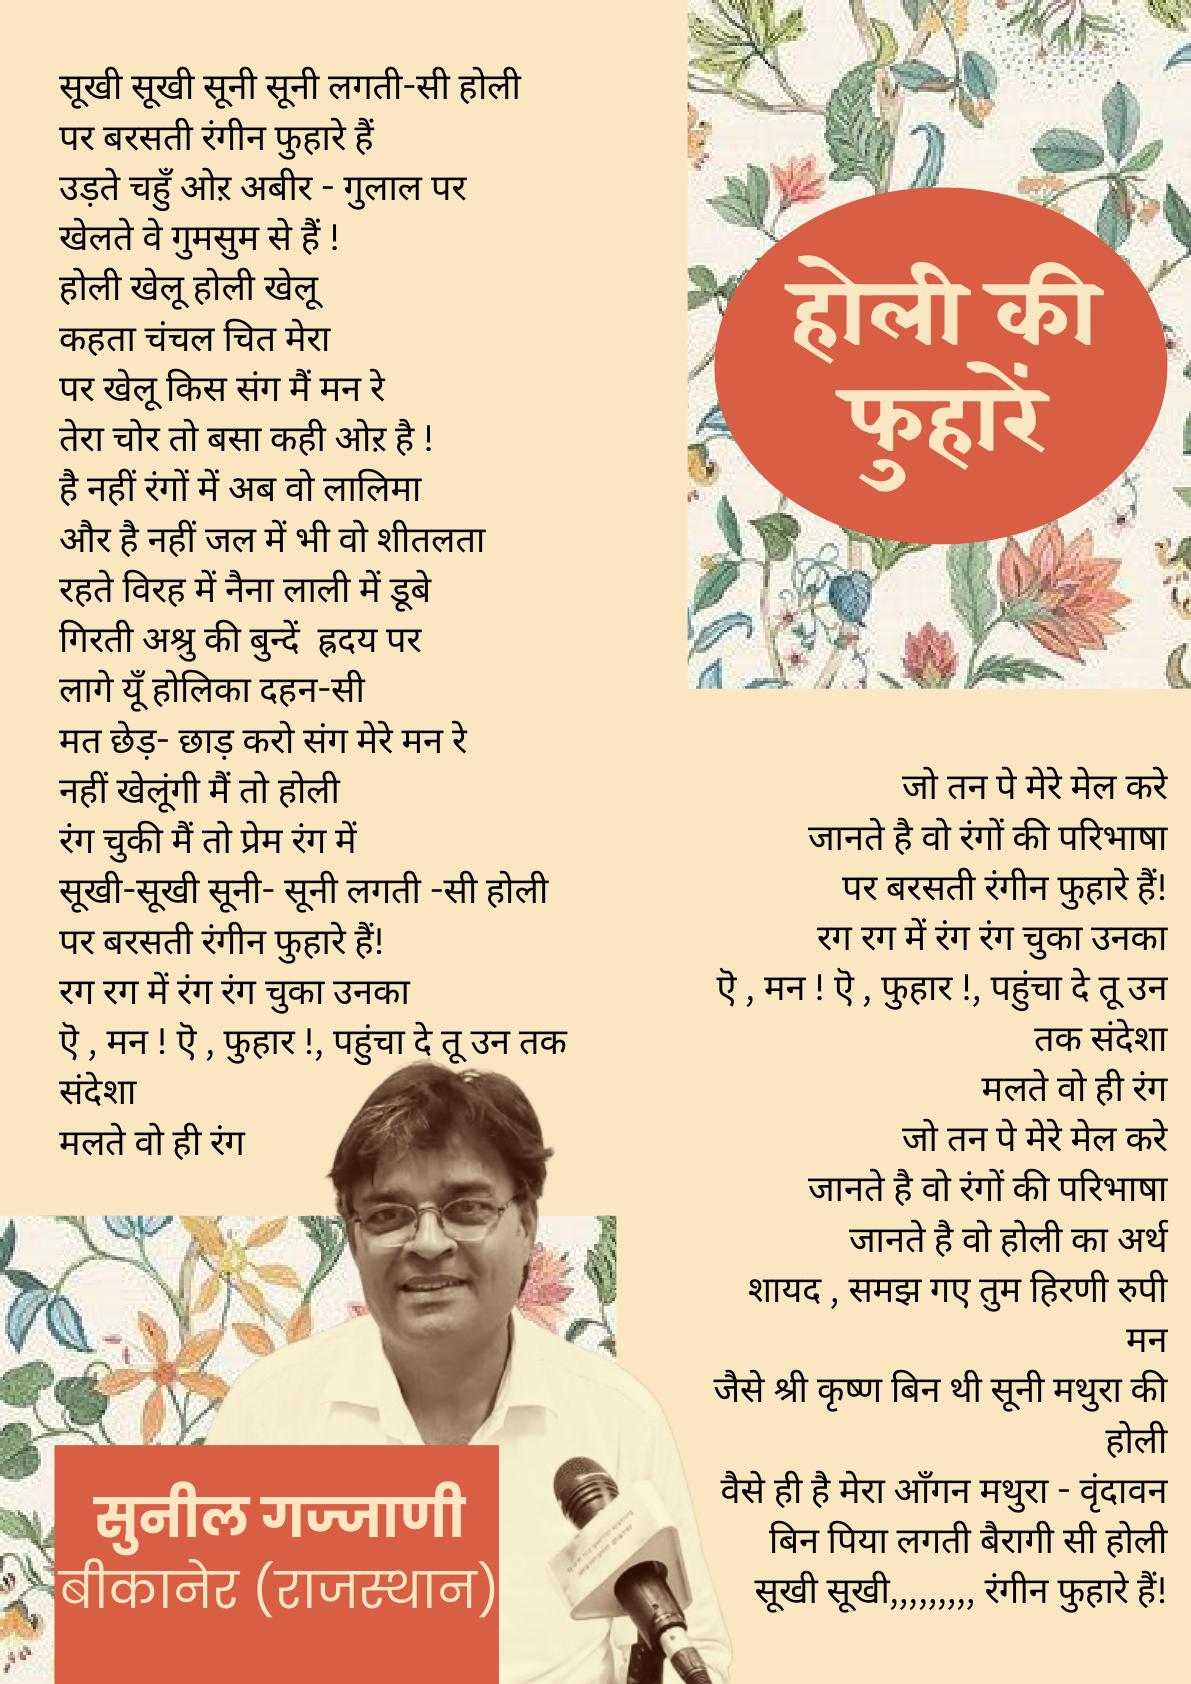 होली की
फुहारें
सूखी सूखी सूनी सूनी लगती-सी होली
पर बरसती रंगीन फुहारे हैं
उड़ते चहुँ ओऱ अबीर - गुलाल पर
खेलते वे गुमसुम से हैं !
होली खेलू होली खेलू
कहता चंचल चित मेरा
पर खेलू किस संग मैं मन रे
तेरा चोर तो बसा कही ओऱ है !
है नहीं रंगों में अब वो लालिमा
और है नहीं जल में भी वो शीतलता
रहते विरह में नैना लाली में डूबे
गिरती अश्रु की बुन्दें  ह्रदय पर
लागे यूँ होलिका दहन-सी
मत छेड़- छाड़ करो संग मेरे मन रे
नहीं खेलूंगी मैं तो होली
रंग चुकी मैं तो प्रेम रंग में
सूखी-सूखी सूनी- सूनी लगती -सी होली
पर बरसती रंगीन फुहारे हैं!
रग रग में रंग रंग चुका उनका
ऎ , मन ! ऎ , फुहार !, पहुंचा दे तू उन तक
संदेशा
मलते वो ही रंग
जो तन पे मेरे मेल करे
जानते है वो रंगों की परिभाषा
पर बरसती रंगीन फुहारे हैं!
रग रग में रंग रंग चुका उनका
ऎ , मन ! ऎ , फुहार !, पहुंचा दे तू उन
तक संदेशा
मलते वो ही रंग
जो तन पे मेरे मेल करे
जानते है वो रंगों की परिभाषा
जानते है वो होली का अर्थ
शायद , समझ गए तुम हिरणी रुपी
मन
जैसे श्री कृष्ण बिन थी सूनी मथुरा की
होली
वैसे ही है मेरा आँगन मथुरा - वृंदावन
बिन पिया लगती बैरागी सी होली
सूखी सूखी,,,,,,,,, रंगीन फुहारे हैं!
सुनील गज्जाणी
बीकानेर (राजस्थान)